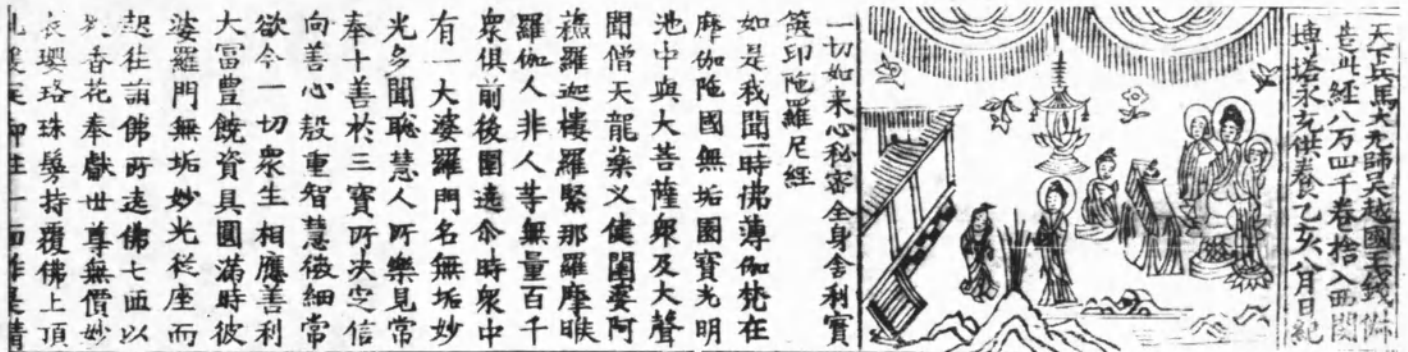 天下兵馬大元帥吳越國王錢俶
造此經八万四千卷捨入西關
塼塔永充供養乙亥八月日紀
一切如来心秘密全身舍利寶
篋印陁羅尼經
如是我聞一時佛薄伽梵在
摩伽陁國無垢園寶光明
池中與大菩薩衆及大聲
聞僧天龍藥叉健闥婆阿
蘓羅迦樓羅緊那羅摩睺
羅伽人非人等無量百千
衆俱前後圍遶尒時衆中
有一大婆羅門名無垢妙
光多聞聰慧人所樂見常
奉十善於三寶所决定信
向善心殷重智慧微細常
欲令一切衆生相應善利
大富豊饒資具圓滿時彼
婆羅門無垢妙光從座而
起往詣佛所遶佛七匝以
衆香花奉獻世尊無價妙
衣瓔珞珠鬘持覆佛上頂
住一面作是請